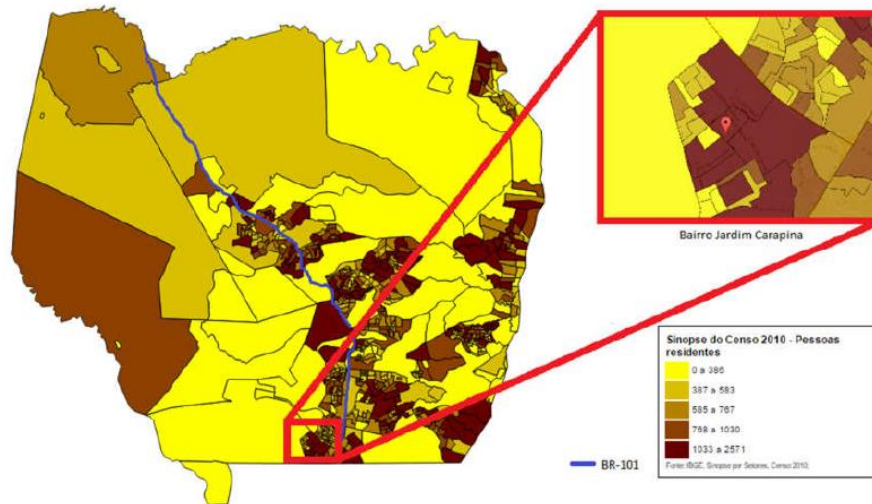 Bairro Jardim Carapina
Sinopse do Censo 2010 - Pessoas
residentes
0 a 386
387 a 583
585 a 767
768 a 1030
1033 a 2571
Fonte: IBGE, Sinopse por Setores, Censo 2010.
BR-101